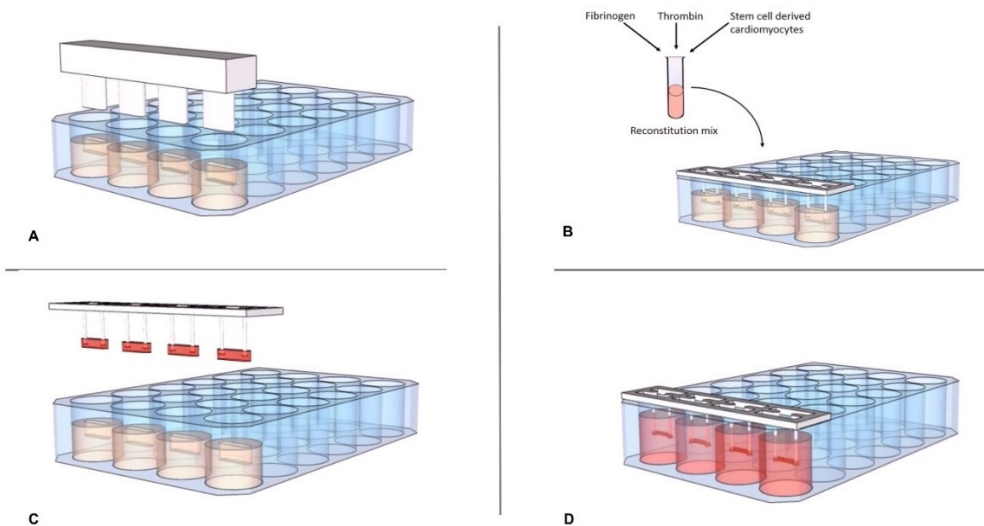 Fibrinogen
Thrombin
Stem cell derived
cardiomyocytes
Reconstitution mix
A
B
C
D